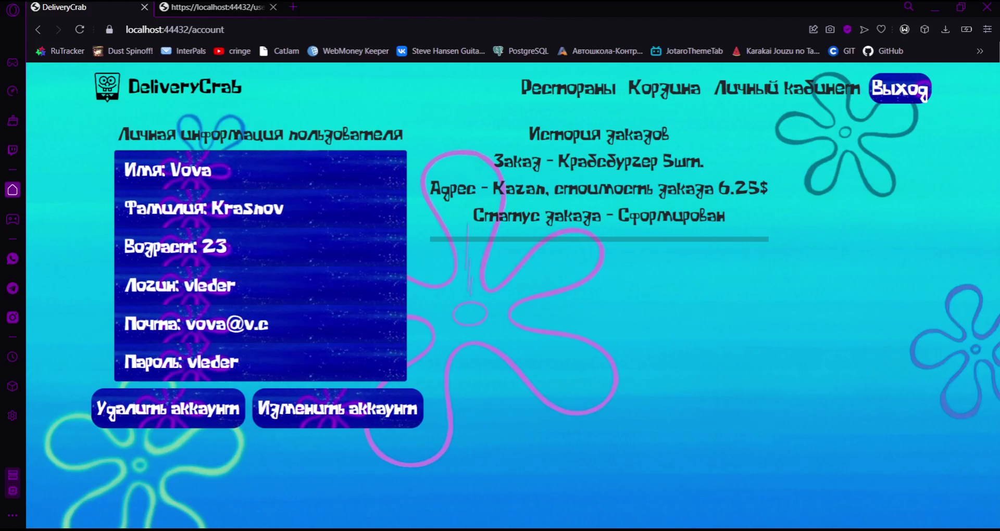 DeliveryCrab
https://localhost:44432/use
localhost:44432/account
RuTracker Dust Spinoff! InterPals cringe CatJam WebMoney Keeper Steve Hansen Guita... PostgreSQL Автошкола-Контр... JotaroThemeTab Karakai Jouzu no Ta... GIT GitHub
DeliveryCrab
Рестораны Корзина Личный кабинет Выход
Личная информация пользователя
Имя: Vova
Фамилия: Krasnov
Возраст: 23
Логин: vleder
Почта: vova@v.c
Пароль: vleder
Удалить аккаунт Изменить аккаунт
История заказов
Заказ - Крабсбургер 5шт.
Адрес - Kazan, стоимость заказа 6.25$
Статус заказа - Сформирован